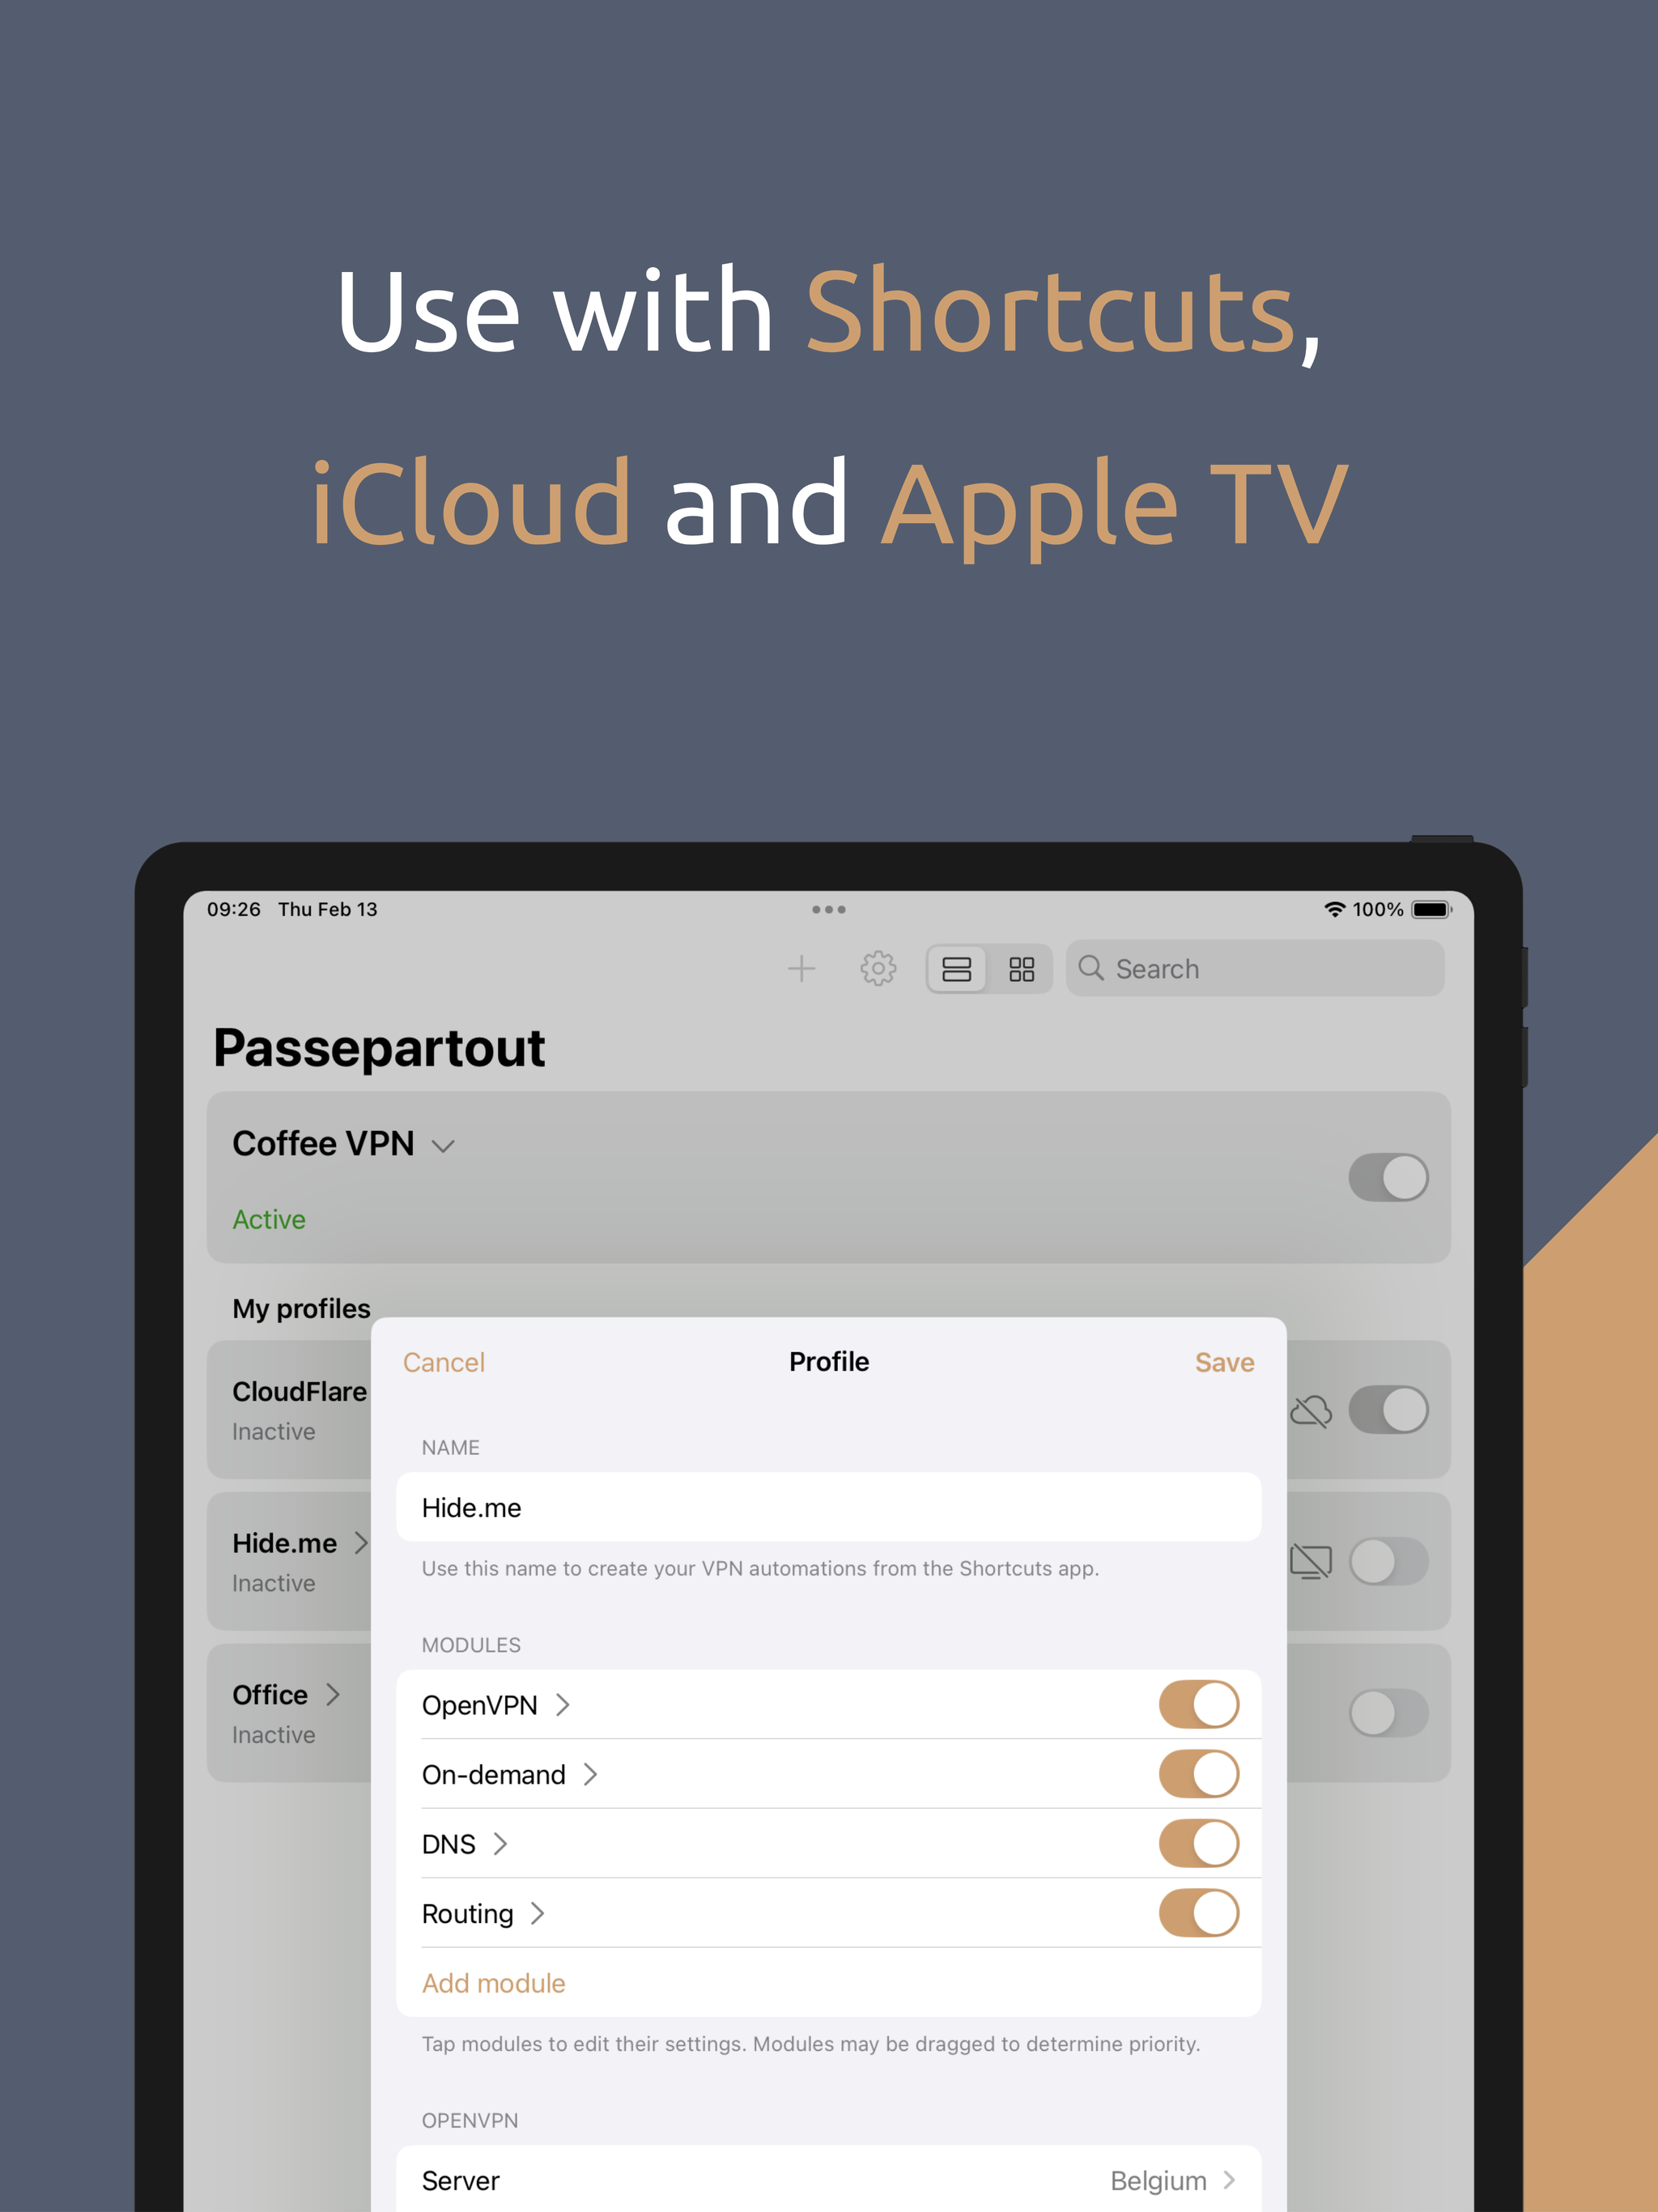 Use with Shortcuts,
iCloud and Apple TV
09:26 Thu Feb 13
100%
Search
Passepartout
Coffee VPN
Active
My profiles
CloudFlare
Inactive
Hide.me
Inactive
Office
Inactive
Cancel
Profile
Save
NAME
Hide.me
Use this name to create your VPN automations from the Shortcuts app.
MODULES
OpenVPN
On-demand
DNS
Routing
Add module
Tap modules to edit their settings. Modules may be dragged to determine priority.
OPENVPN
Server
Belgium